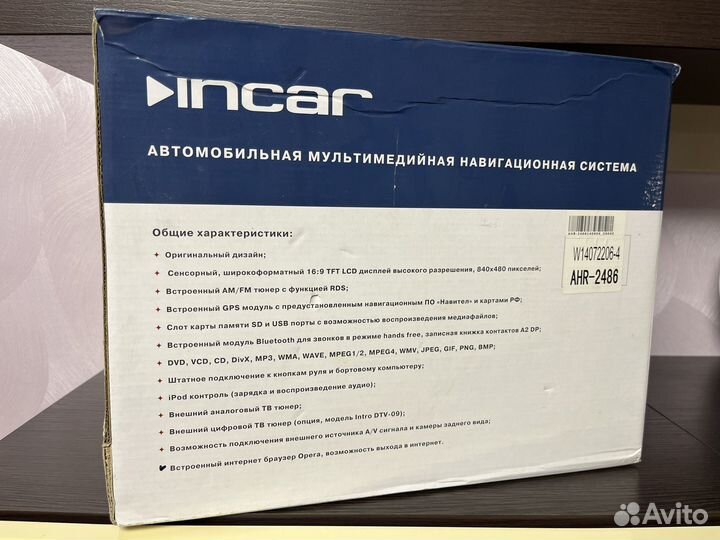 incar
АВТОМОБИЛЬНАЯ МУЛЬТИМЕДИЙНАЯ НАВИГАЦИОННАЯ СИСТЕМА
Общие характеристики:
Оригинальный дизайн;
Сенсорный, широкоформатный 16:9 TFT LCD дисплей высокого разрешения, 840x480 пикселей;
Встроенный AM/FM тюнер с функцией RDS;
Встроенный GPS модуль с предустановленным навигационным ПО «Навител» и картами РФ;
Слот карты памяти SD и USB порты с возможностью воспроизведения медиафайлов;
Встроенный модуль Bluetooth для звонков в режиме hands free, записная книжка контактов A2 DP;
DVD, VCD, CD, DivX, MP3, WMA, WAVE, MPEG1/2, MPEG4, WMV, JPEG, GIF, PNG, BMP;
Штатное подключение к кнопкам руля и бортовому компьютеру;
iPod контроль (зарядка и воспроизведение аудио);
Внешний аналоговый ТВ тюнер;
Внешний цифровой ТВ тюнер (опция, модель Intro DTV-09);
Возможность подключения внешнего источника A/V сигнала и камеры заднего вида;
Встроенный интернет браузер Opera, возможность выхода в интернет.
W14072206-4
AHR-2486
Avito